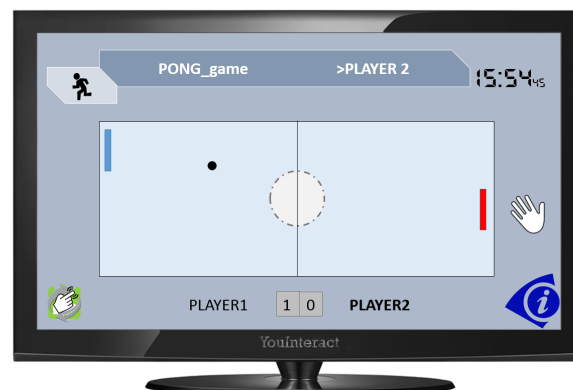 PONG_game >PLAYER 2
15:54 45
PLAYER1 1 0 PLAYER2
i
YouInteract